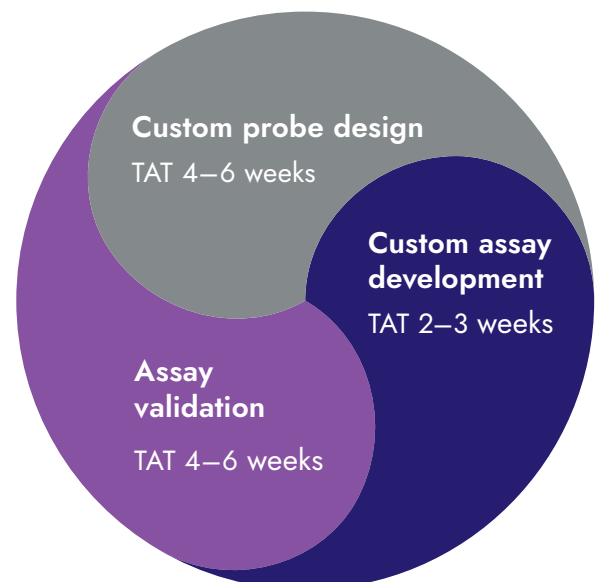 Custom probe design
TAT 4–6 weeks
Custom assay
development
TAT 2–3 weeks
Assay
validation
TAT 4–6 weeks